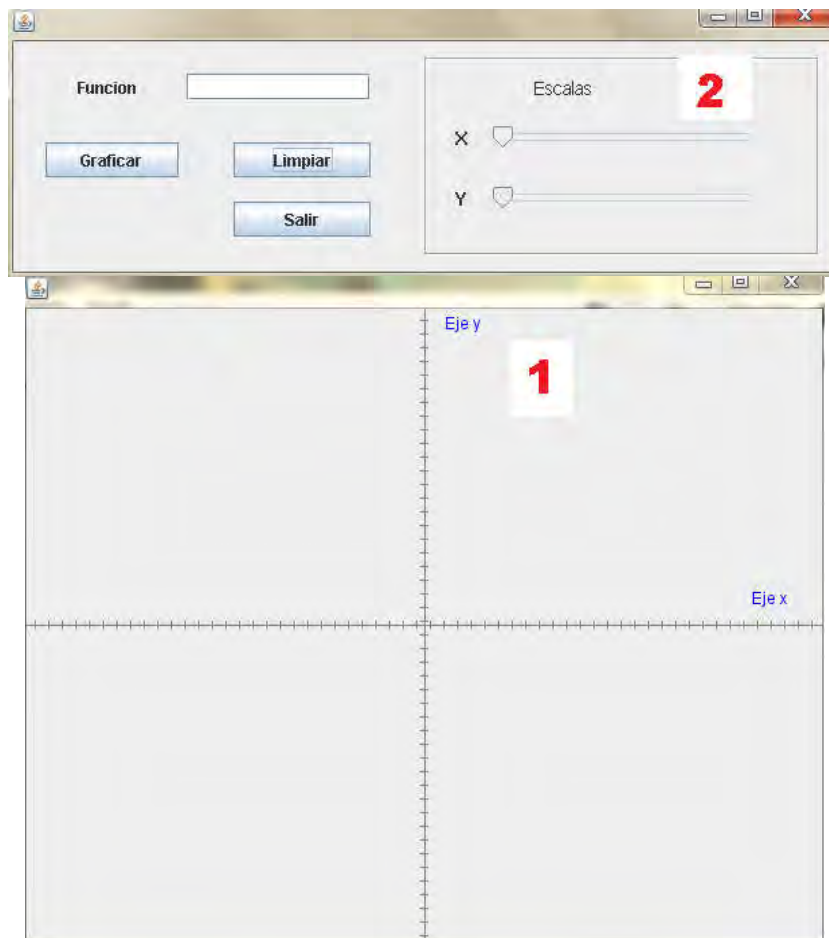 Funcion
Escalas
2
X
Graficar
Limpiar
Y
Salir
Eje y
1
Eje x